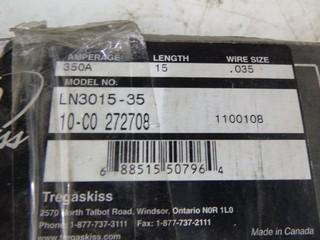 AMPERAGE LENGTH WIRE SIZE
350A 15 .035
MODEL NO.
LN3015-35
10-CO 272708 1100108
6 88515 50796 4
Tregaskiss
2570 North Talbot Road, Windsor, Ontario N0R 1L0
Phone: 1-877-737-3111 Fax: 1-877-737-2111
Made in Canada